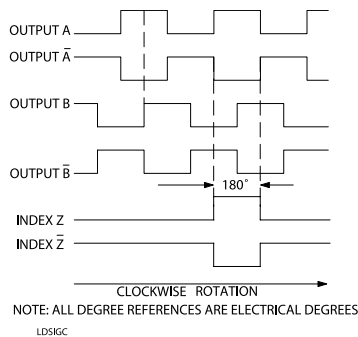 OUTPUT A
OUTPUT A̅
OUTPUT B
OUTPUT B̅
180°
INDEX Z
INDEX Z̅
CLOCKWISE ROTATION
NOTE: ALL DEGREE REFERENCES ARE ELECTRICAL DEGREES
LDSIGC